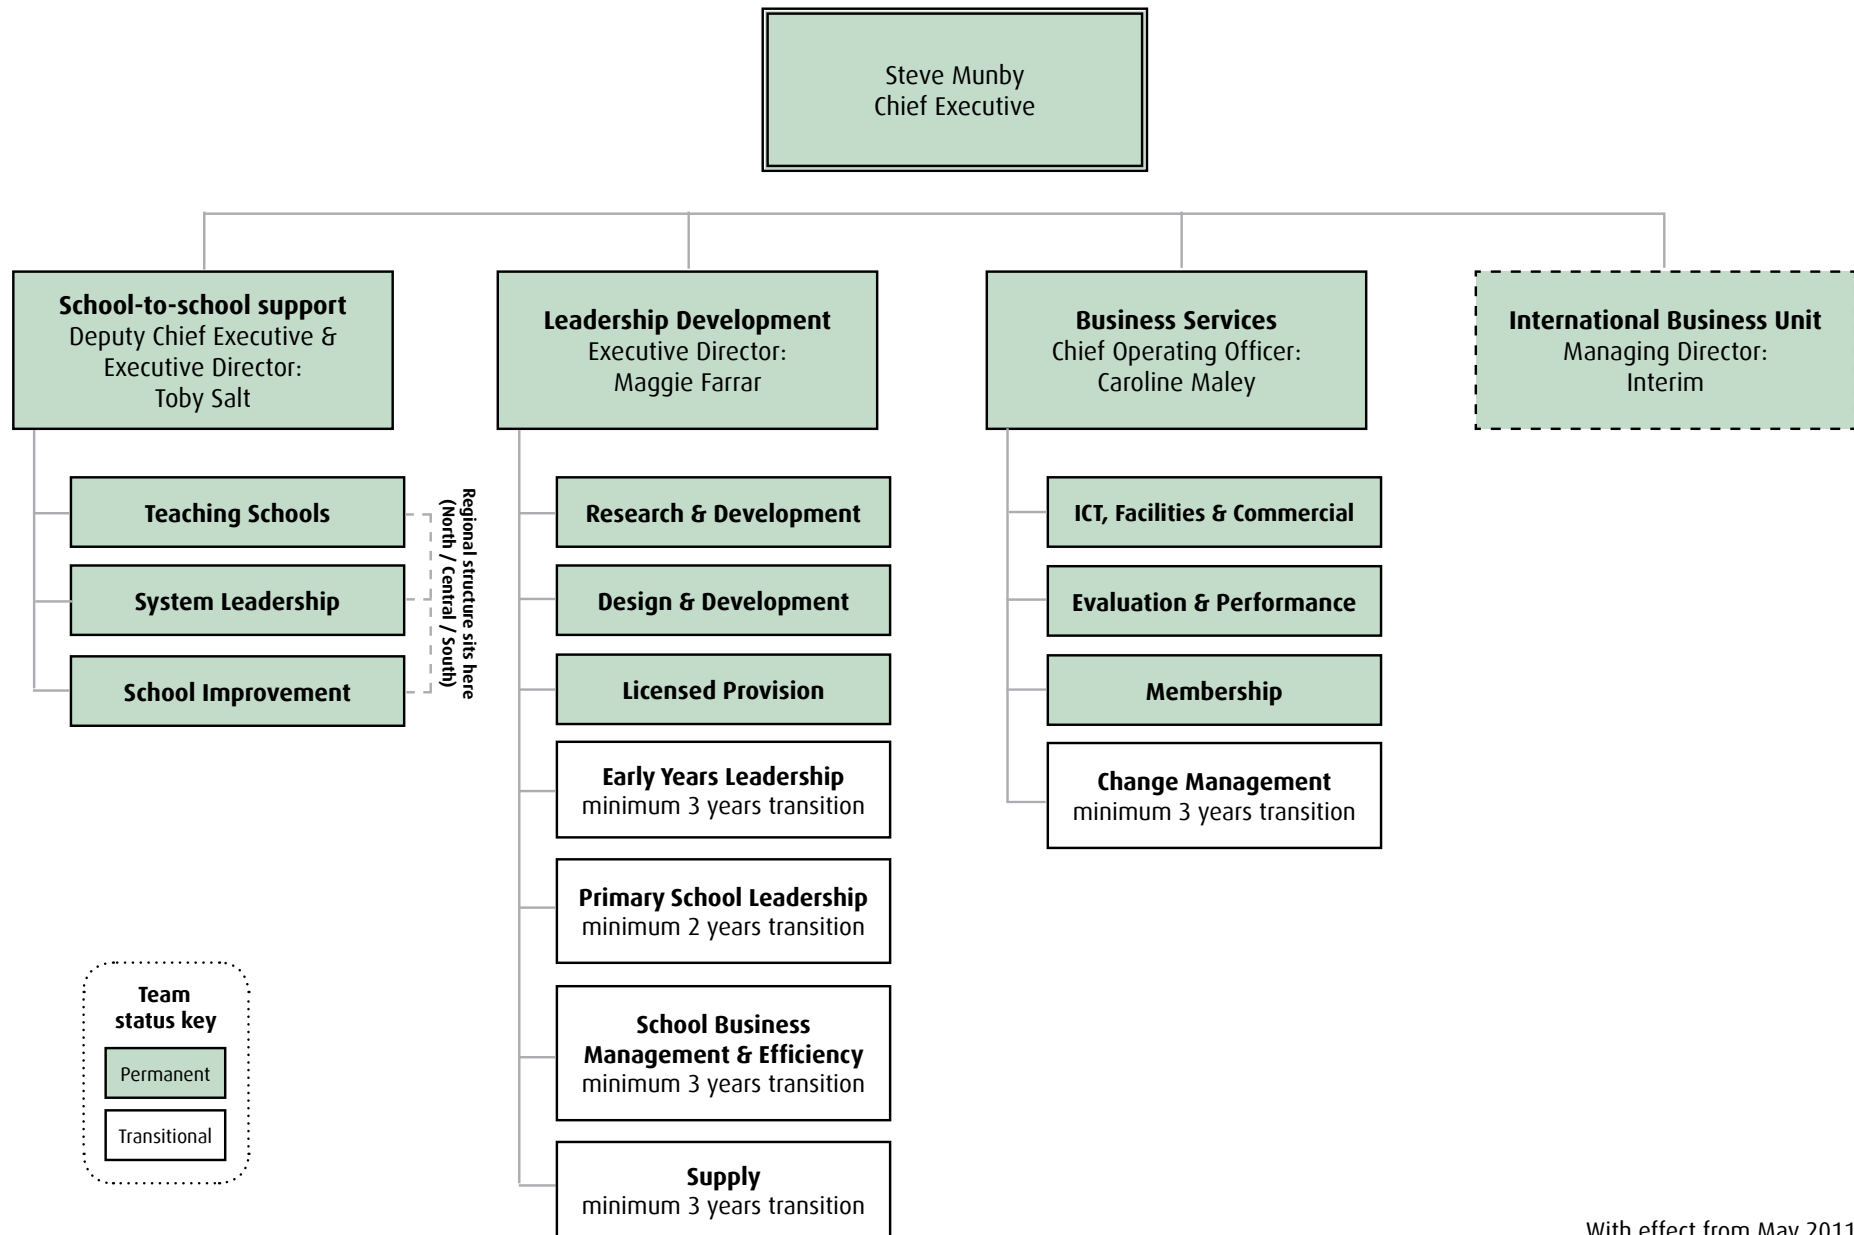 Steve Munby
Chief Executive
School-to-school support
Deputy Chief Executive &
Executive Director:
Toby Salt
Leadership Development
Executive Director:
Maggie Farrar
Business Services
Chief Operating Officer:
Caroline Maley
International Business Unit
Managing Director:
Interim
Teaching Schools
System Leadership
School Improvement
Regional structure sits here
(North / Central / South)
Research & Development
Design & Development
Licensed Provision
Early Years Leadership
minimum 3 years transition
Primary School Leadership
minimum 2 years transition
School Business
Management & Efficiency
minimum 3 years transition
Supply
minimum 3 years transition
ICT, Facilities & Commercial
Evaluation & Performance
Membership
Change Management
minimum 3 years transition
Team
status key
Permanent
Transitional
With effect from May 2011